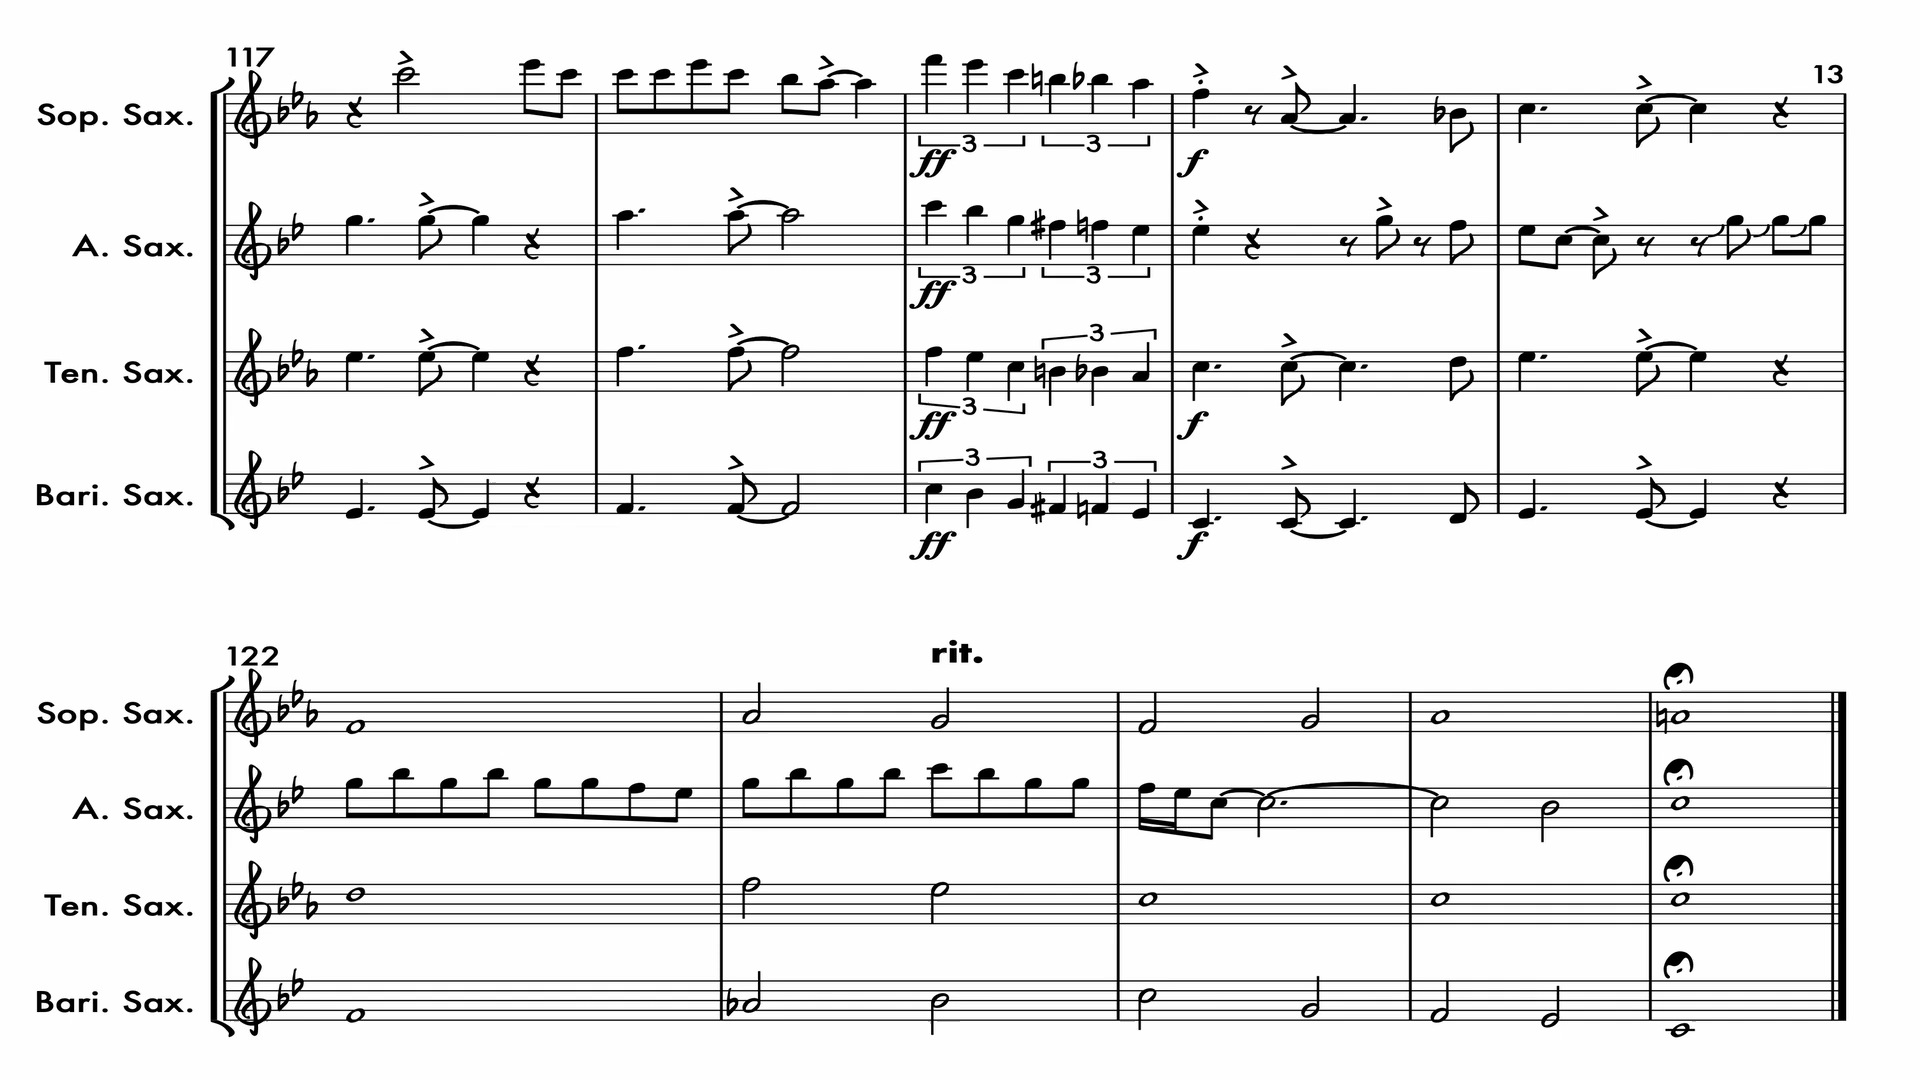 117
13
Sop. Sax.
3 3
ff f
A. Sax.
3 3
ff
Ten. Sax.
3
3
ff f
Bari. Sax.
3 3
ff f
122
rit.
Sop. Sax.
A. Sax.
Ten. Sax.
Bari. Sax.